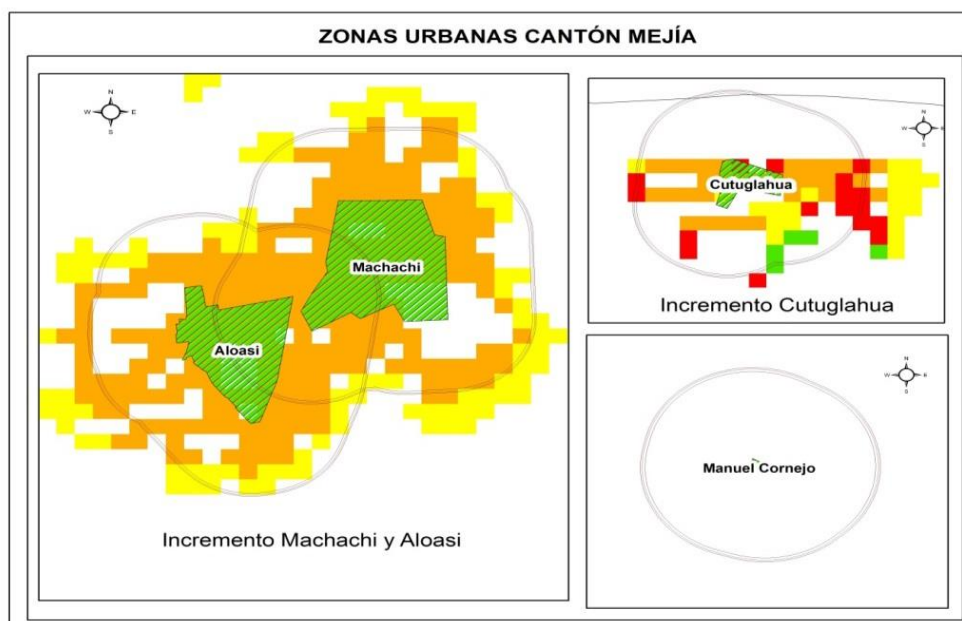 ZONAS URBANAS CANTÓN MEJÍA
N
W
E
S
Machachi
Aloasi
Incremento Machachi y Aloasi
N
W
E
S
Cutuglahua
Incremento Cutuglahua
N
W
E
S
Manuel Cornejo